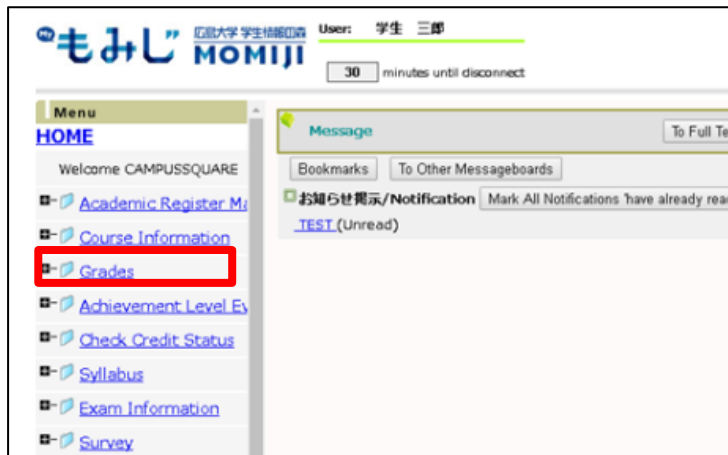 My もみじ 広島大学 学生情報の森 MOMIJI
User: 学生 三郎
30 minutes until disconnect
Menu
HOME
Welcome CAMPUSSQUARE
Academic Register Ma
Course Information
Grades
Achievement Level Ev
Check Credit Status
Syllabus
Exam Information
Survey
Message To Full Te
Bookmarks To Other Messageboards
お知らせ掲示/Notification Mark All Notifications 'have already read
TEST (Unread)